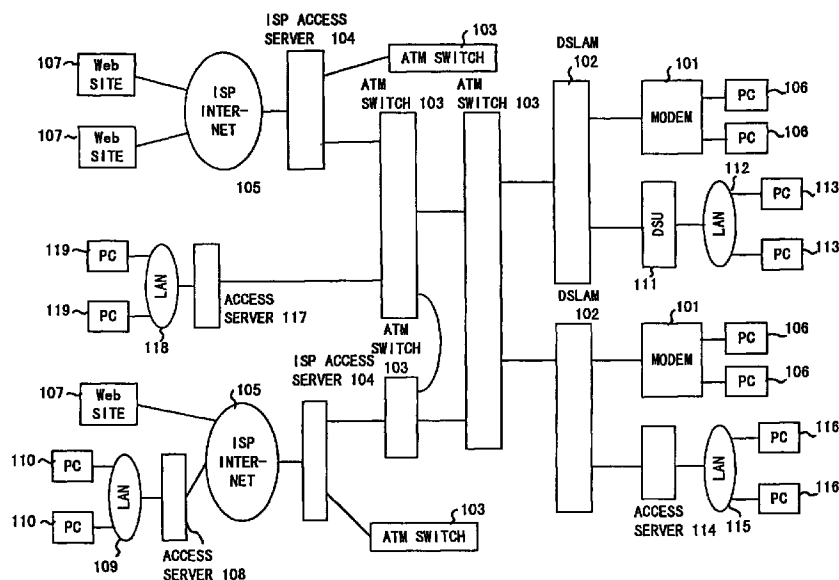 ISP ACCESS
SERVER 104
103
ATM SWITCH
DSLAM
102
101
MODEM
PC
106
PC
106
107
Web
SITE
107
Web
SITE
ISP
INTER-
NET
105
ATM
SWITCH 103
ATM
SWITCH 103
112
LAN
DSU
111
PC
113
PC
113
119
PC
119
PC
LAN
118
ACCESS
SERVER 117
ATM
SWITCH
103
DSLAM
102
101
MODEM
PC
106
PC
106
ISP ACCESS
SERVER 104
107
Web
SITE
105
ISP
INTER-
NET
110
PC
110
PC
LAN
109
ACCESS
SERVER 108
103
ATM SWITCH
ACCESS
SERVER 114
LAN
115
PC
116
PC
116